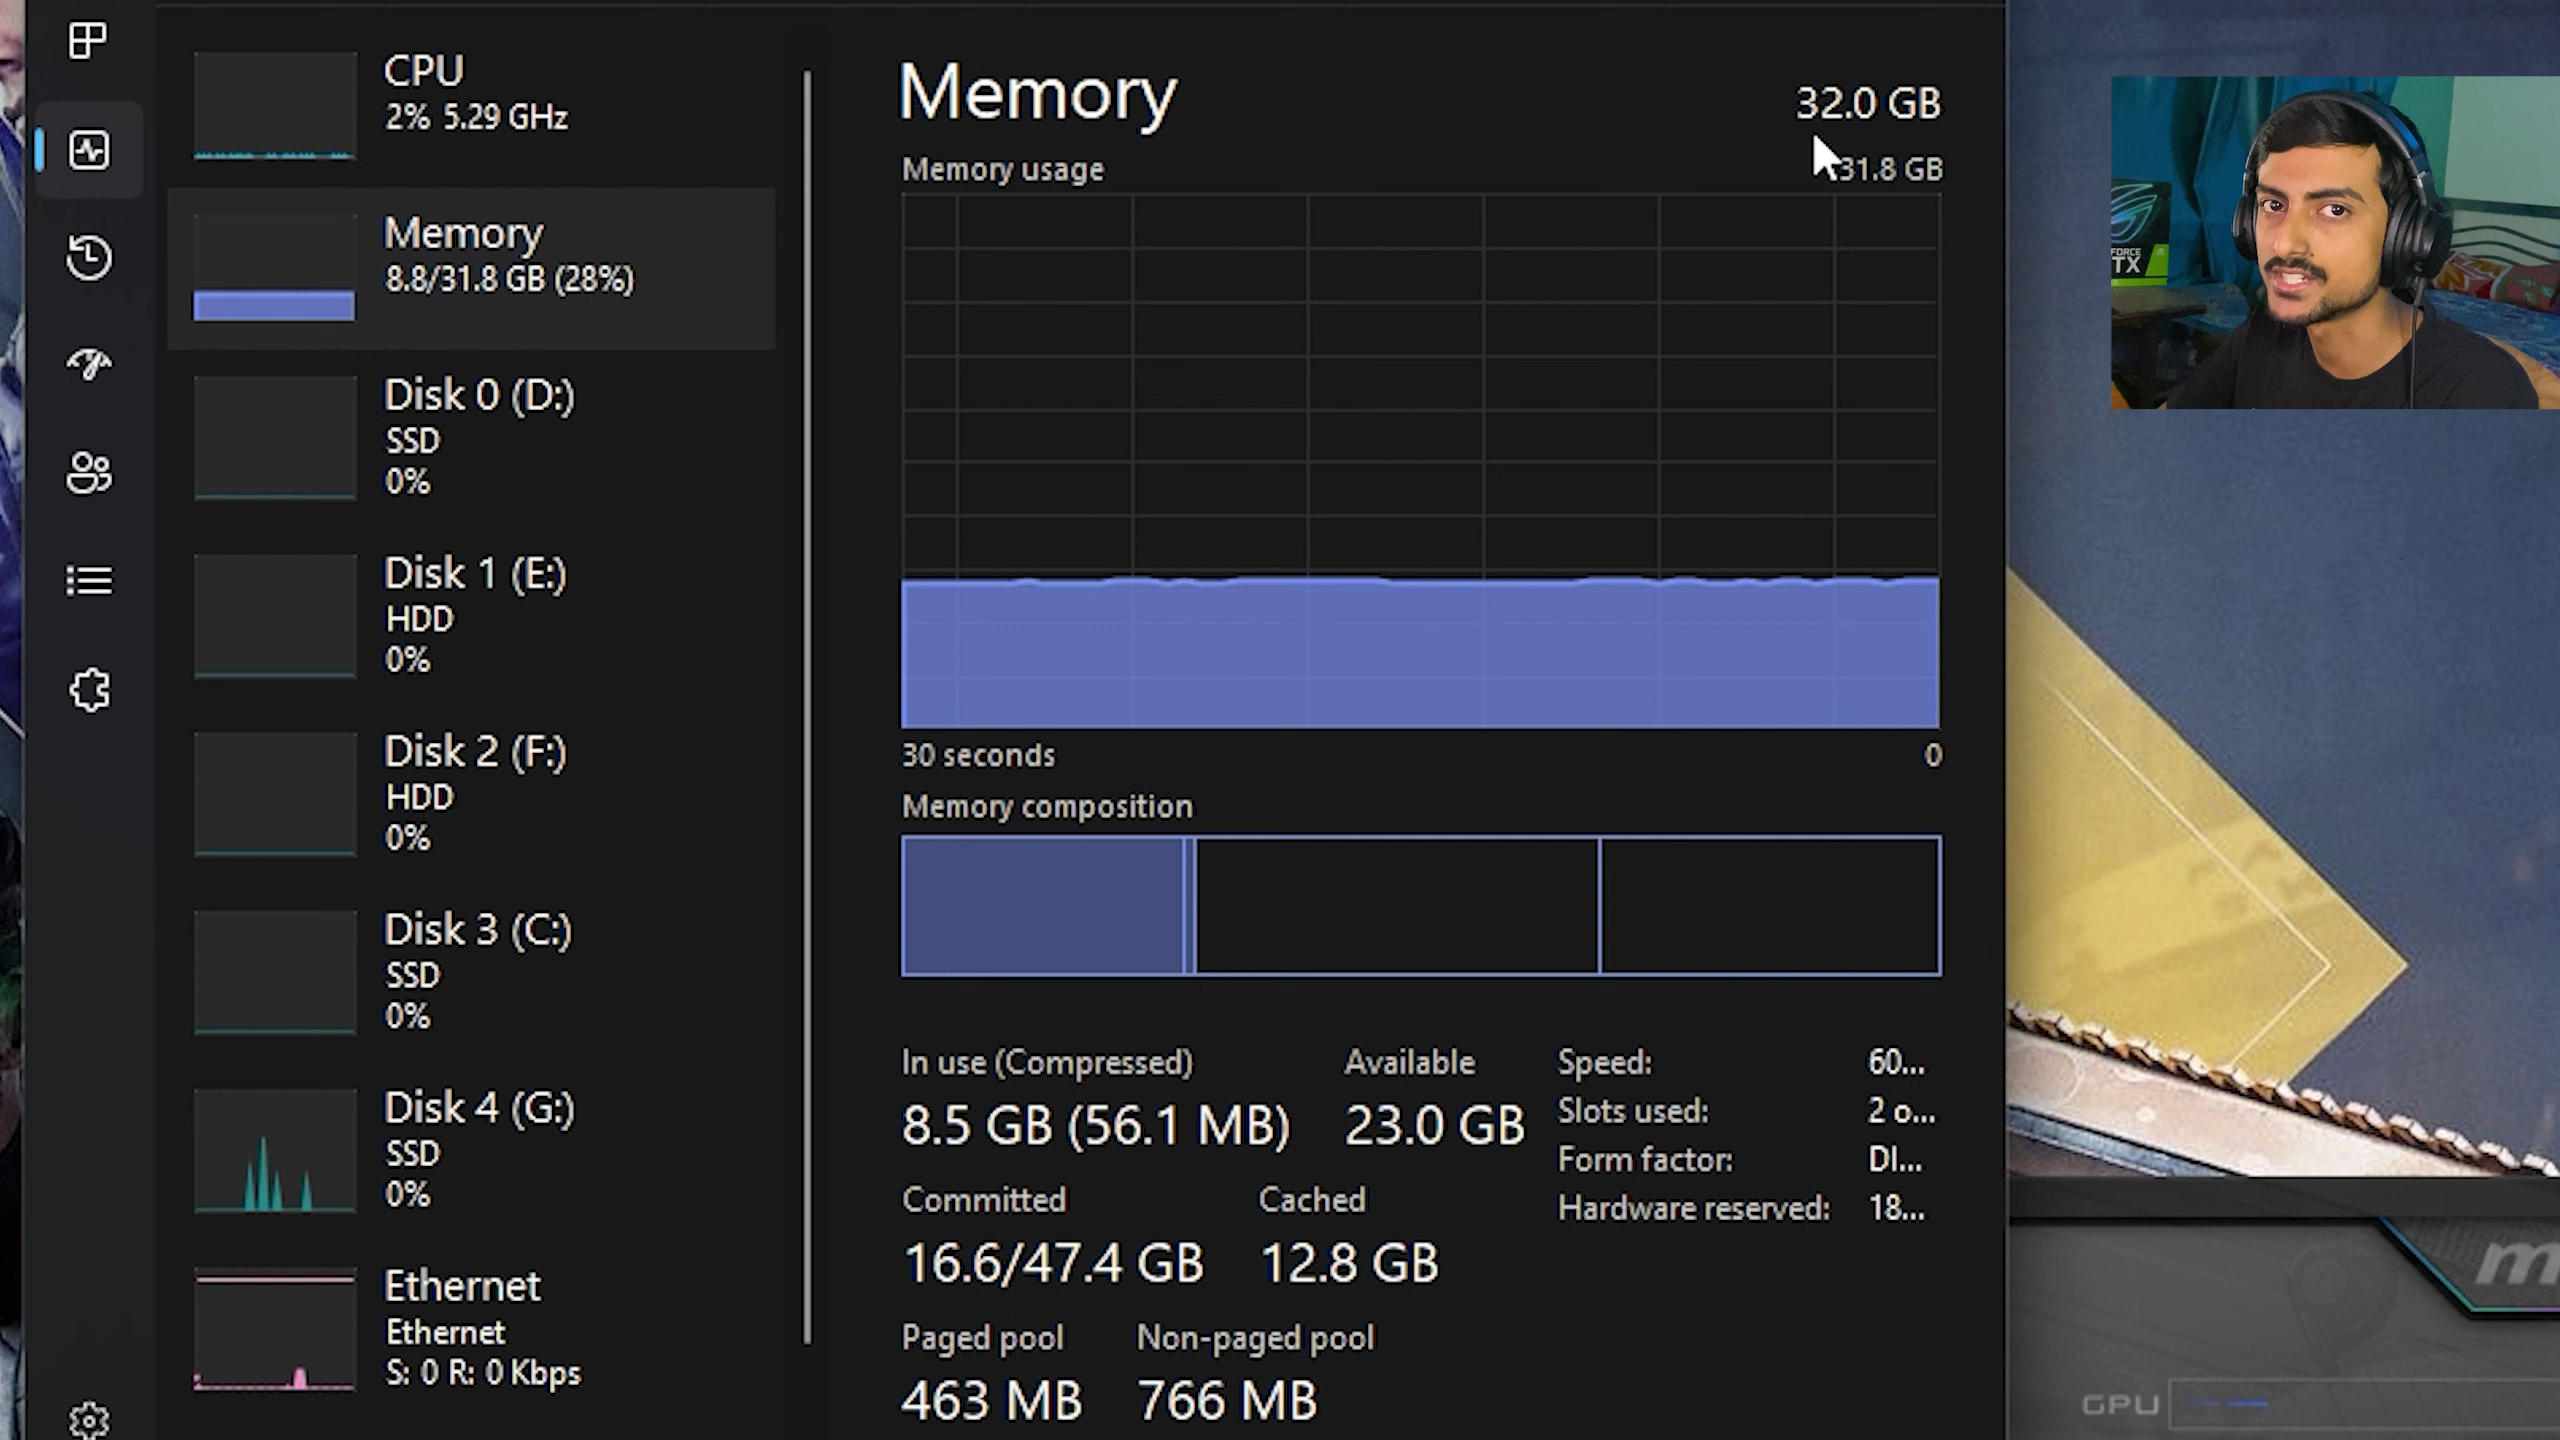 CPU
2% 5.29 GHz
Memory
8.8/31.8 GB (28%)
Disk 0 (D:)
SSD
0%
Disk 1 (E:)
HDD
0%
Disk 2 (F:)
HDD
0%
Disk 3 (C:)
SSD
0%
Disk 4 (G:)
SSD
0%
Ethernet
Ethernet
S: 0 R: 0 Kbps
Memory
32.0 GB
Memory usage
31.8 GB
30 seconds
0
Memory composition
In use (Compressed)
8.5 GB (56.1 MB)
Available
23.0 GB
Committed
16.6/47.4 GB
Cached
12.8 GB
Paged pool
463 MB
Non-paged pool
766 MB
Speed: 60...
Slots used: 2 o...
Form factor: DI...
Hardware reserved: 18...
FORCE
TX
GPU